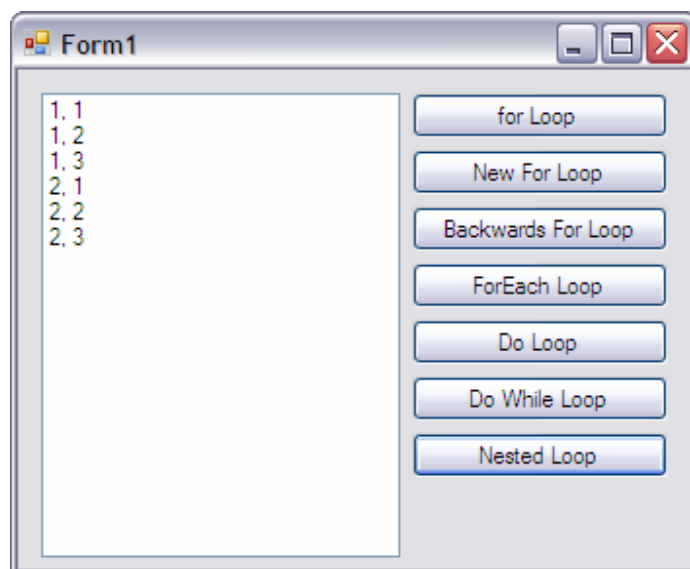 Form1
1, 1
1, 2
1, 3
2, 1
2, 2
2, 3
for Loop
New For Loop
Backwards For Loop
ForEach Loop
Do Loop
Do While Loop
Nested Loop